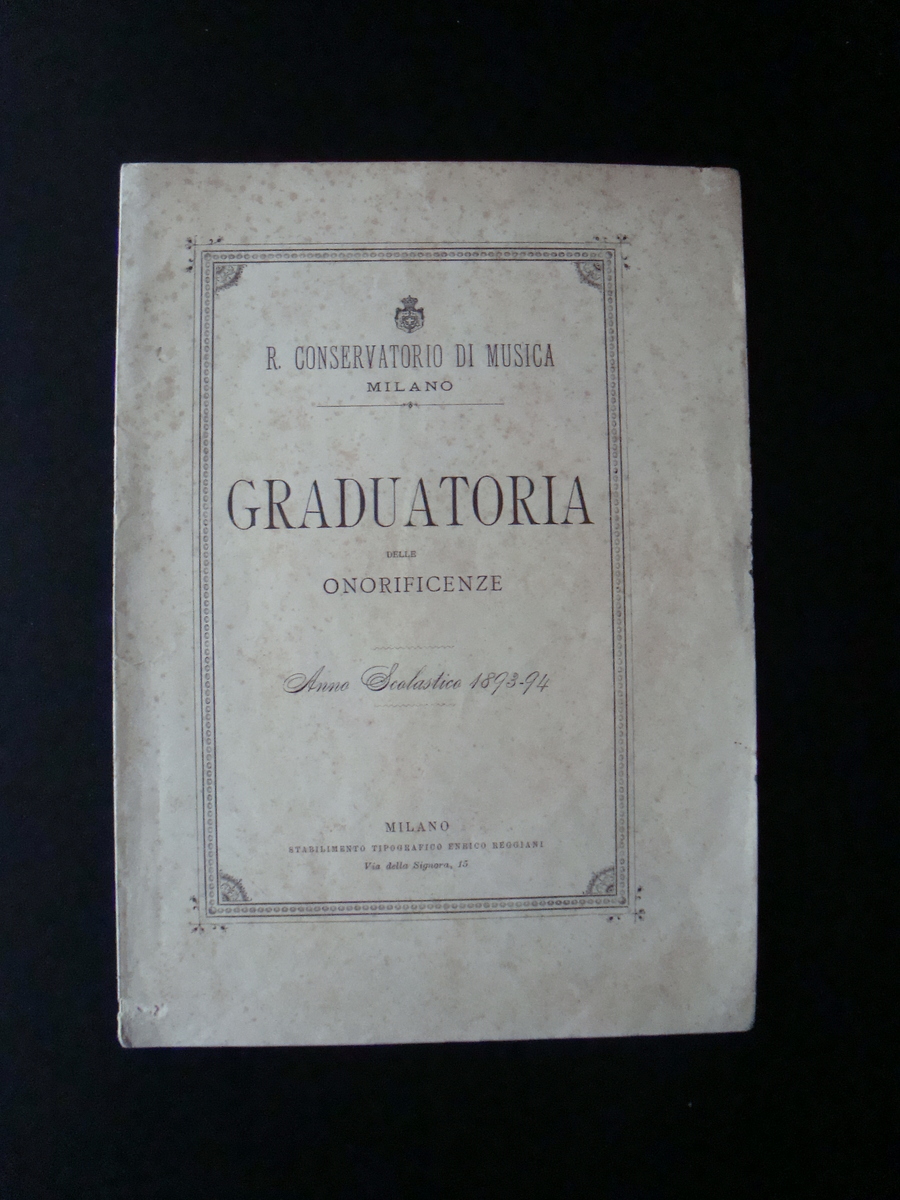 R. CONSERVATORIO DI MUSICA
MILANO
GRADUATORIA
DELLE
ONORIFICENZE
Anno Scolastico 1893-94
MILANO
STABILIMENTO TIPOGRAFICO ENRICO REGGIANI
Via della Signora, 15